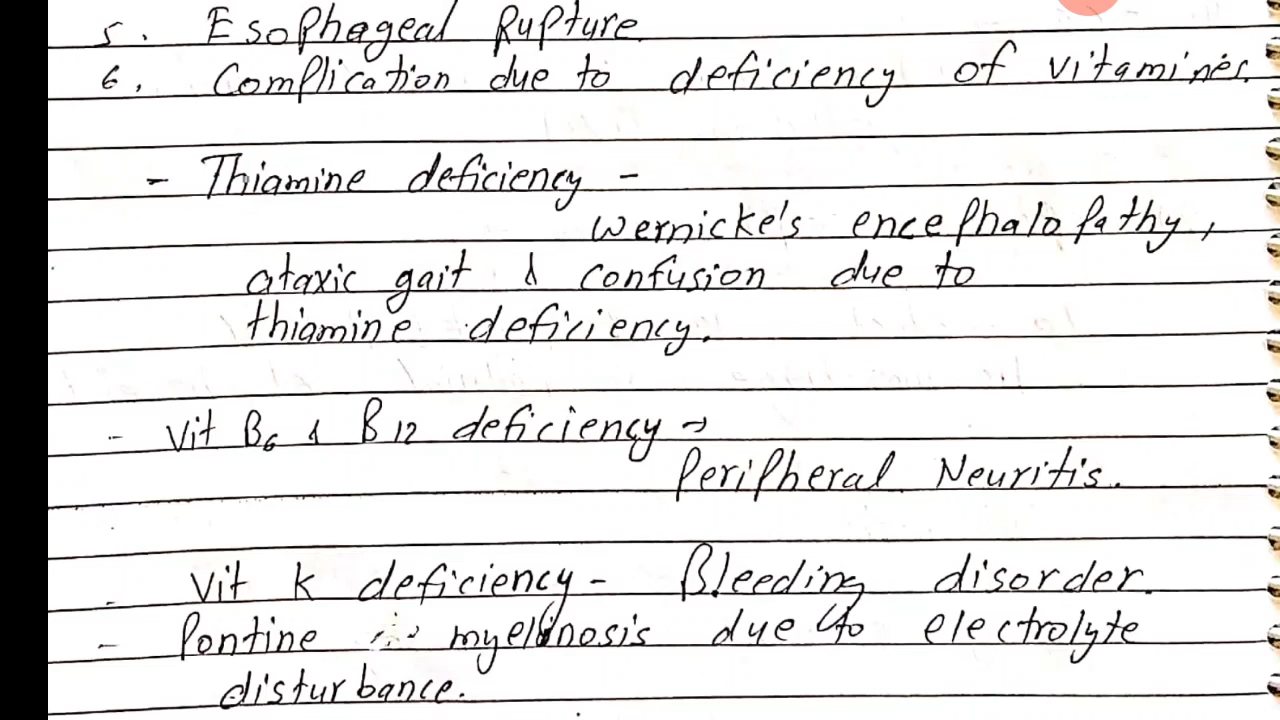 5. Esophageal Rupture
6. Complication due to deficiency of vitamines.
- Thiamine deficiency -
Wernicke's encephalopathy,
ataxic gait & confusion due to
thiamine deficiency.
- Vit B6 & B12 deficiency →
Peripheral Neuritis.
- Vit K deficiency - Bleeding disorder.
- Pontine myelinosis due to electrolyte
disturbance.